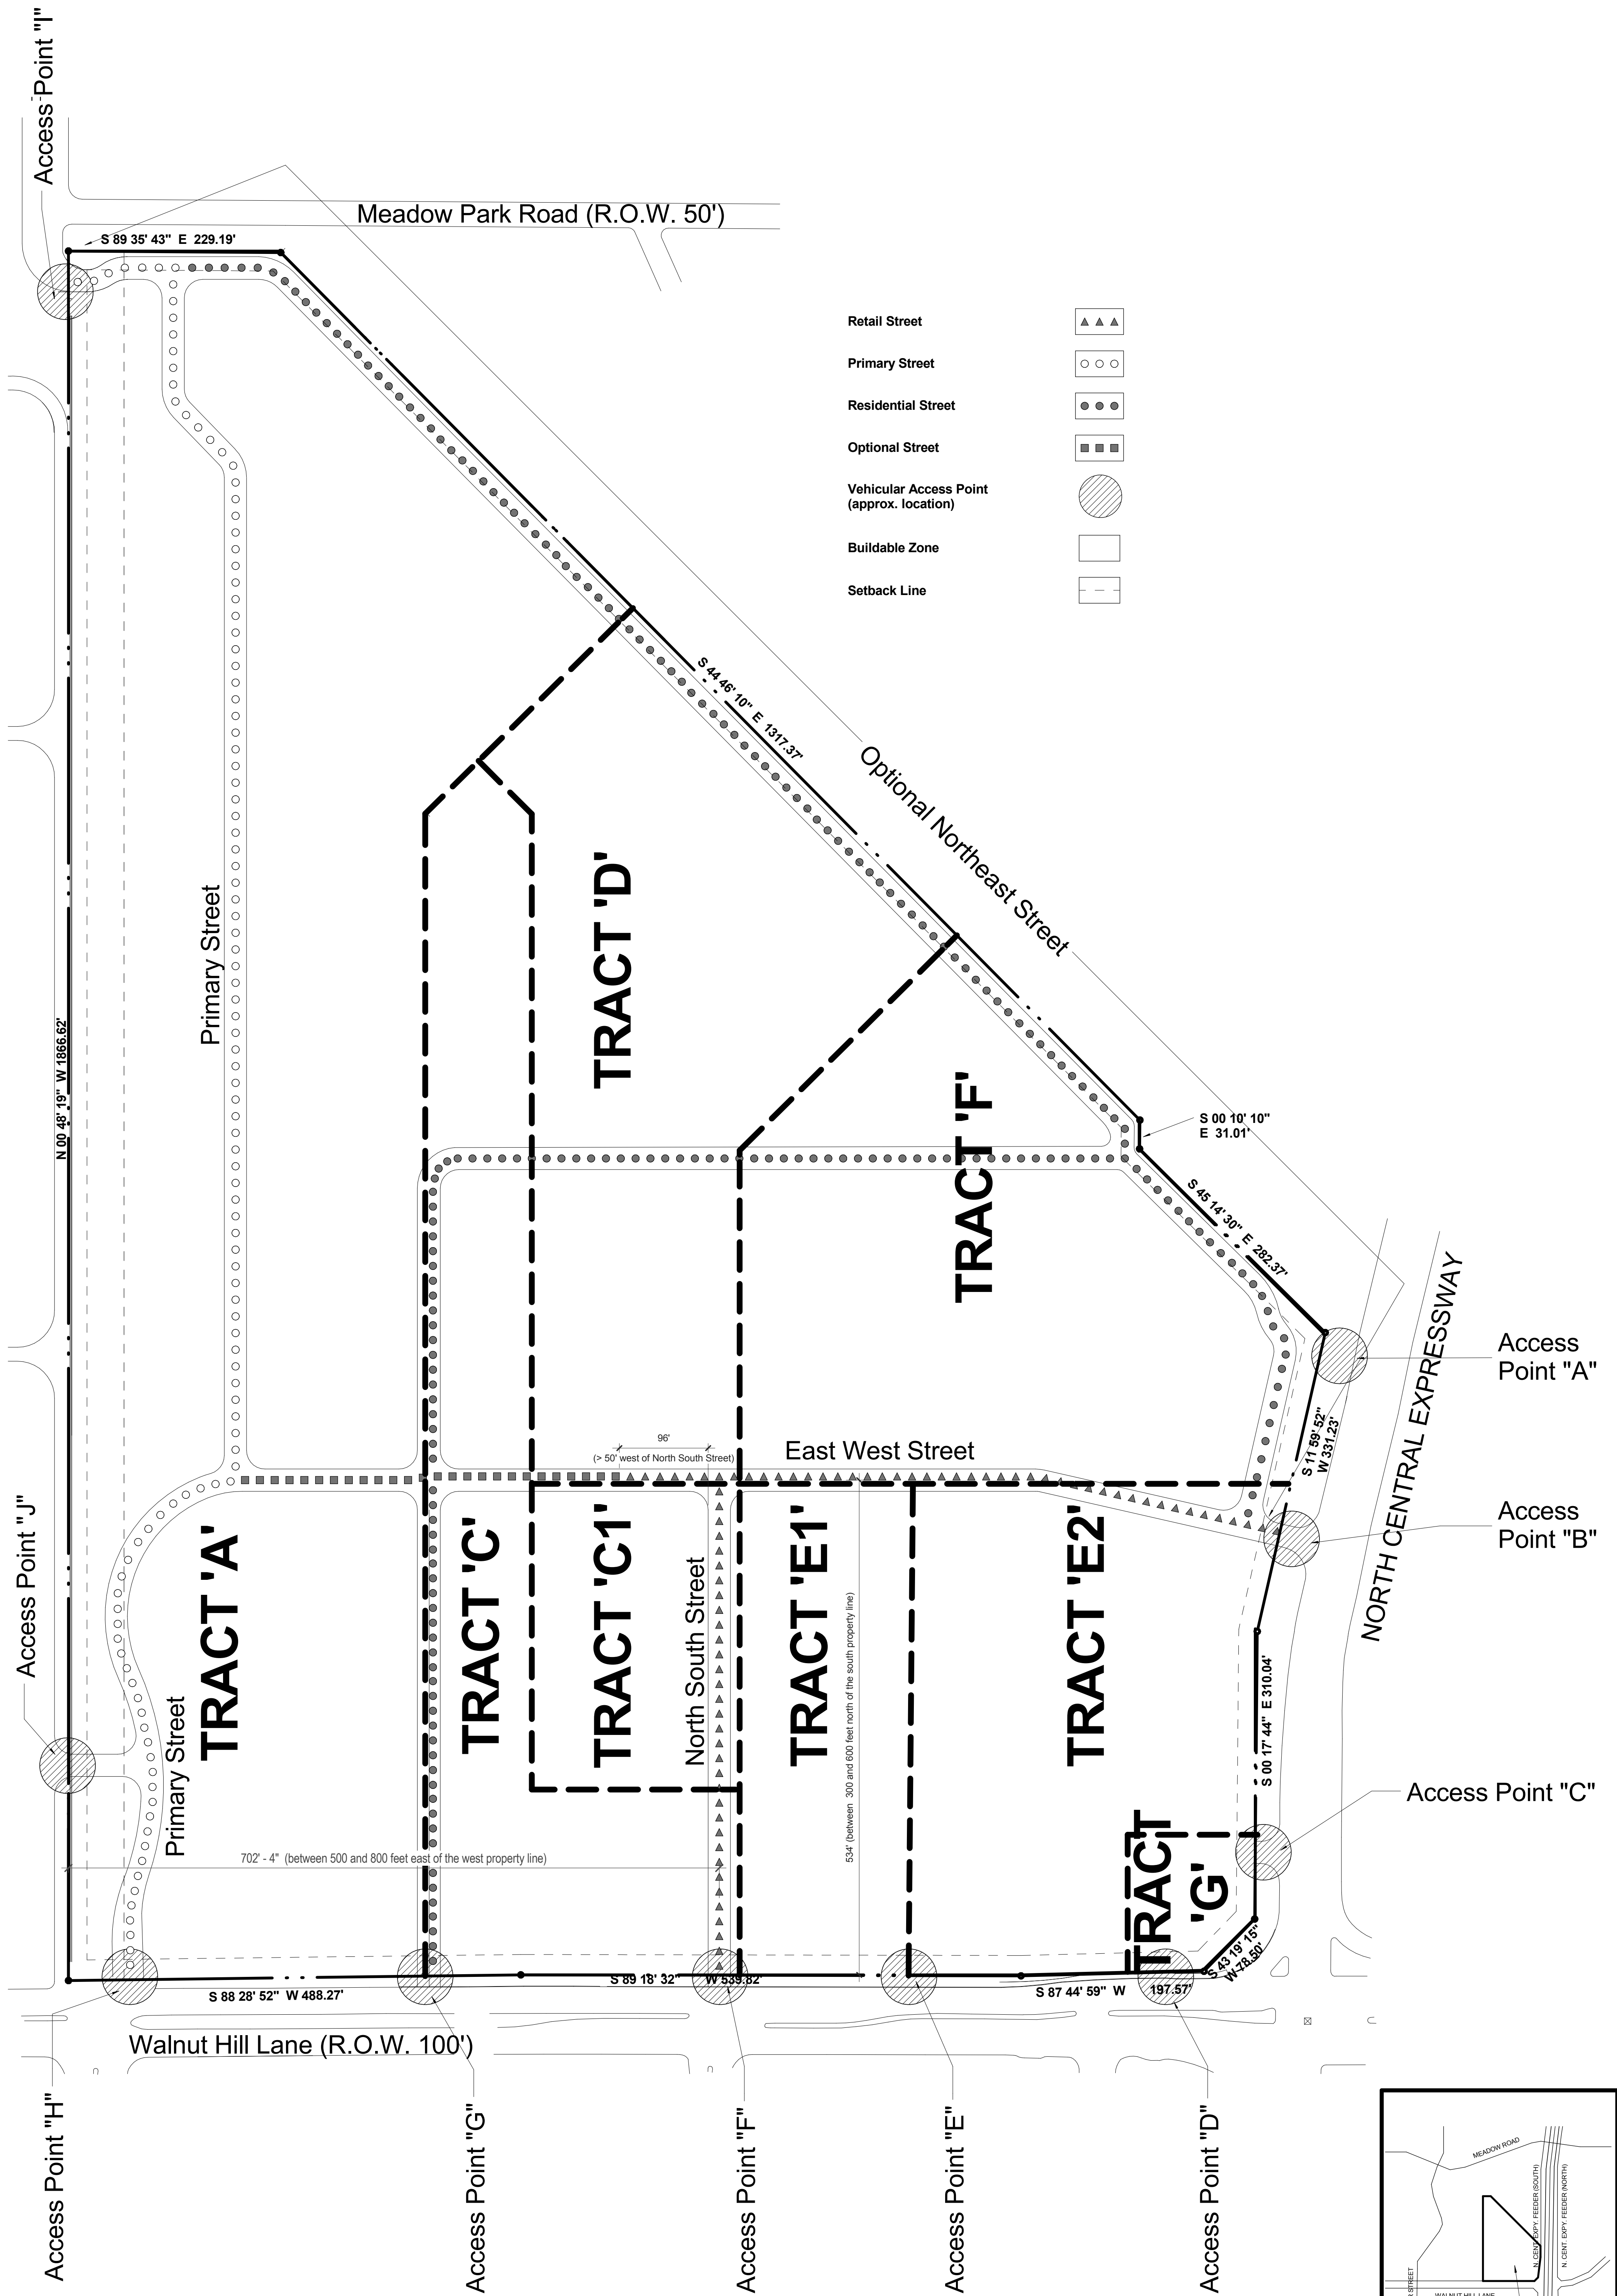 Access Point "I"
Meadow Park Road (R.O.W. 50')
S 89 35' 43" E 229.19'
Retail Street
Primary Street
Residential Street
Optional Street
Vehicular Access Point
(approx. location)
Buildable Zone
Setback Line
S 44 46' 10" E 1317.37'
Optional Northeast Street
TRACT 'D'
Primary Street
N 00 48' 19" W 1866.62'
TRACT 'F'
S 00 10' 10"
E 31.01'
S 45 14' 30" E 282.37'
NORTH CENTRAL EXPRESSWAY
Access
Point "A"
S 11 59' 52"
W 331.23'
96'
(> 50' west of North South Street)
East West Street
Access
Point "B"
Access Point "J"
TRACT 'A'
TRACT 'C'
TRACT 'C1'
North South Street
TRACT 'E1'
534' (between 300 and 600 feet north of the south property line)
TRACT 'E2'
S 00 17' 44" E 310.04'
Primary Street
Access Point "C"
TRACT
'G'
702' - 4" (between 500 and 800 feet east of the west property line)
S 43 19' 15"
W 78.50'
S 88 28' 52" W 488.27'
S 89 18' 32" W 539.82'
S 87 44' 59" W 197.57'
Walnut Hill Lane (R.O.W. 100')
Access Point "H"
Access Point "G"
Access Point "F"
Access Point "E"
Access Point "D"
MEADOW ROAD
N. CENT. EXPY. FEEDER (SOUTH)
N. CENT. EXPY. FEEDER (NORTH)
STREET
WALNUT HILL LANE